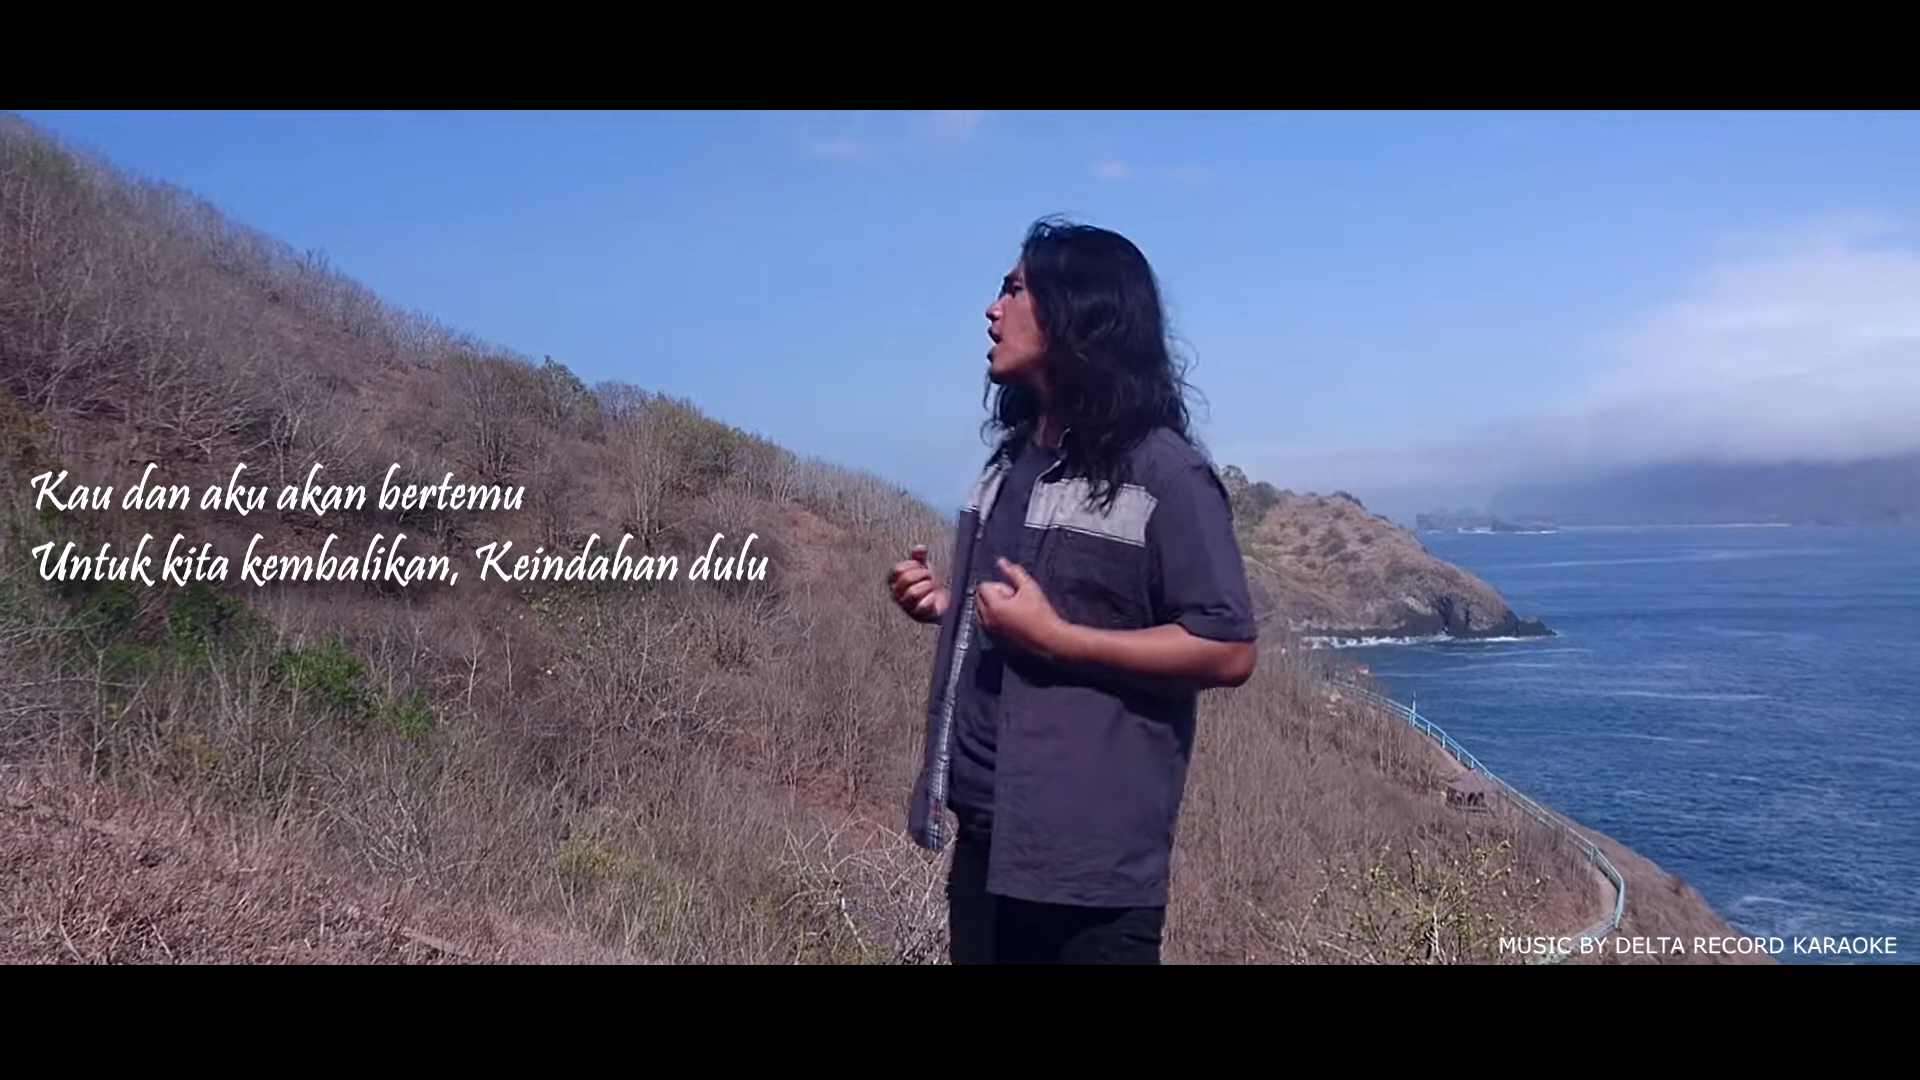 Kau dan aku akan bertemu
Untuk kita kembalikan, Keindahan dulu
MUSIC BY DELTA RECORD KARAOKE